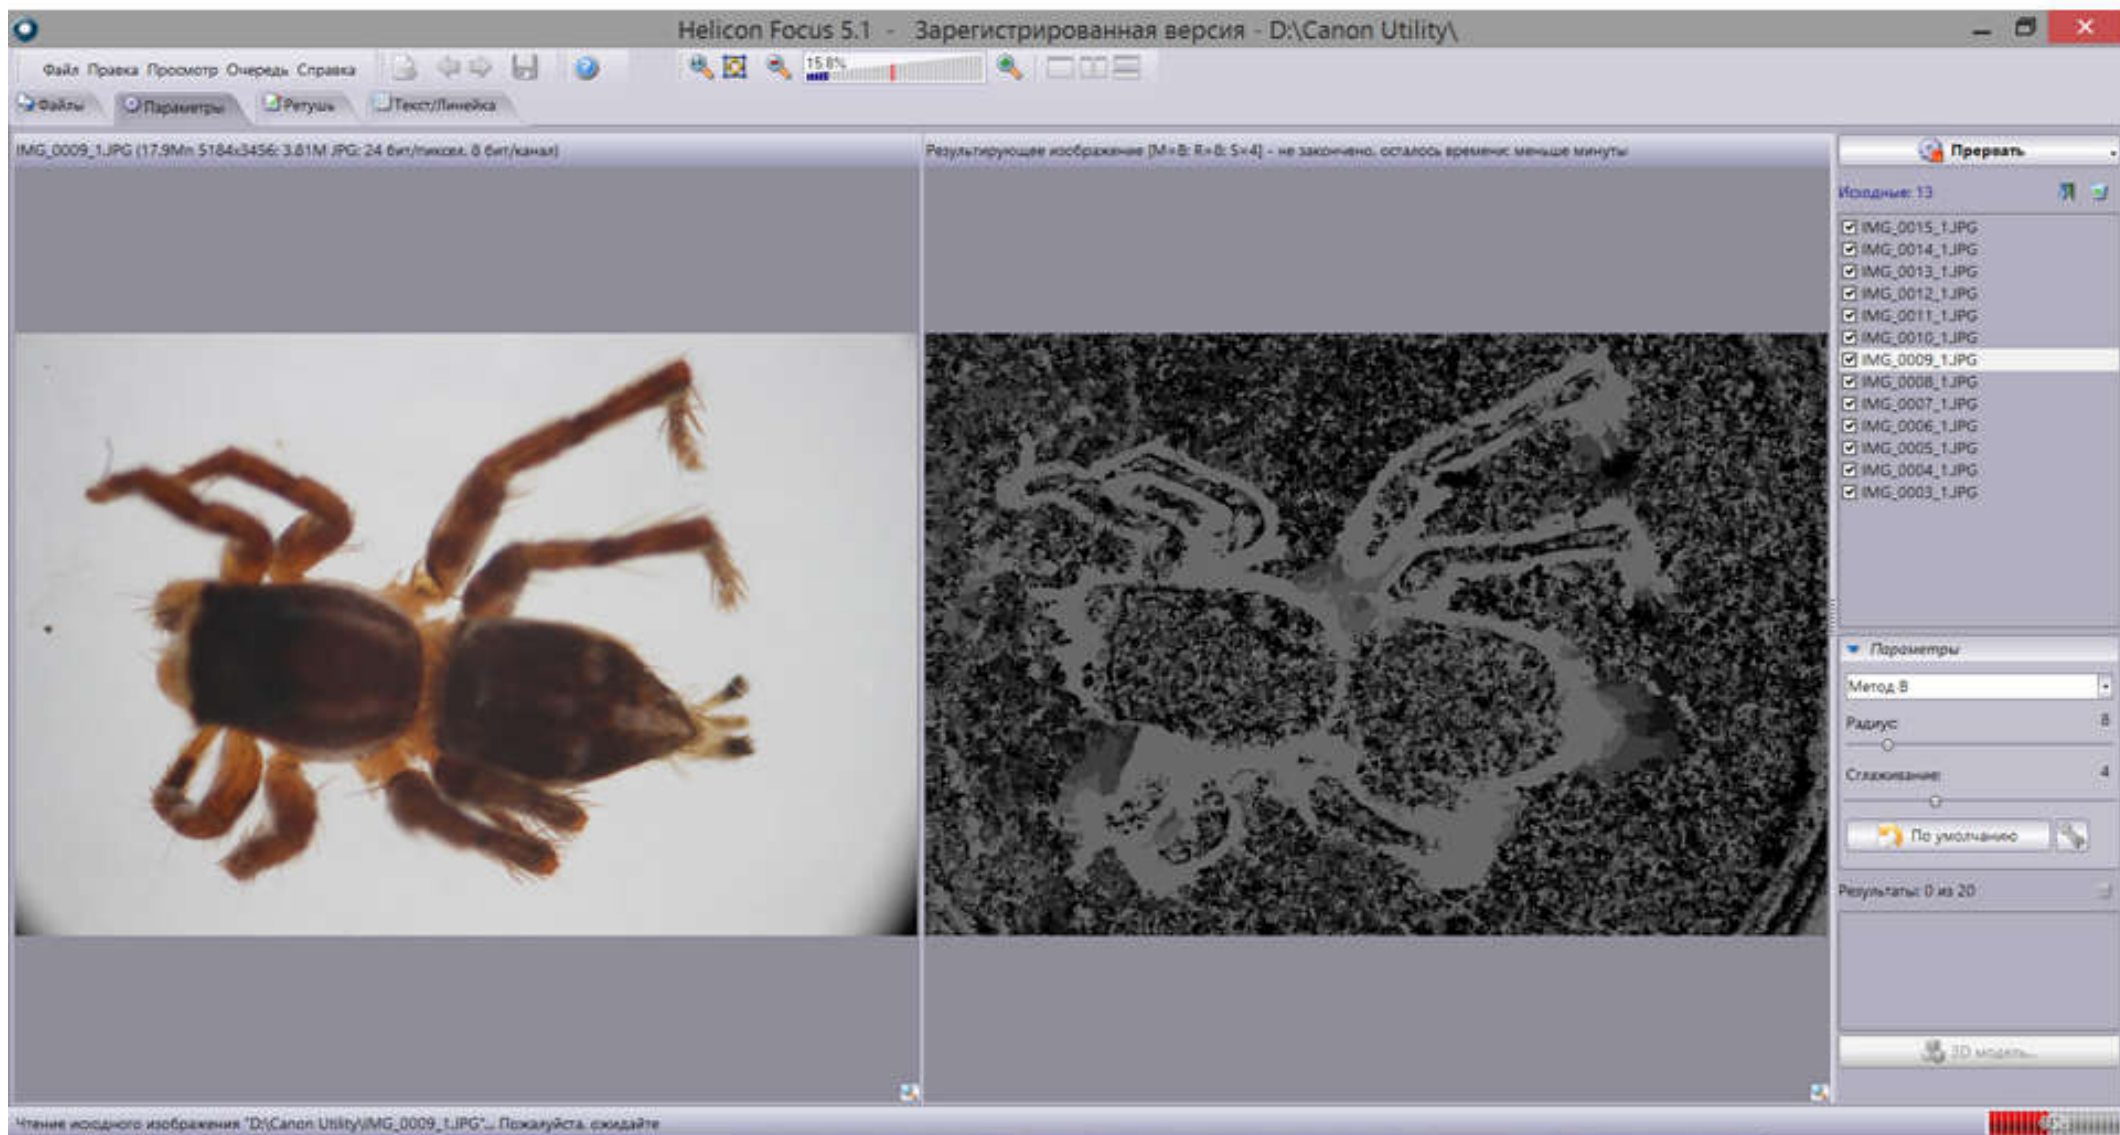 Helicon Focus 5.1 - Зарегистрированная версия - D:\Canon Utility\
Файл Правка Просмотр Очередь Справка
15.8%
Файлы Параметры Ретушь Текст/Линейка
IMG_0009_1.JPG (17.9Мп 5184x3456; 3.81M JPG; 24 бит/пиксел, 8 бит/канал)
Результирующее изображение [M=B; R=8; S=4] - не закончено, осталось времени: меньше минуты
Прервать
Исходные: 13
IMG_0015_1.JPG
IMG_0014_1.JPG
IMG_0013_1.JPG
IMG_0012_1.JPG
IMG_0011_1.JPG
IMG_0010_1.JPG
IMG_0009_1.JPG
IMG_0008_1.JPG
IMG_0007_1.JPG
IMG_0006_1.JPG
IMG_0005_1.JPG
IMG_0004_1.JPG
IMG_0003_1.JPG
Параметры
Метод B
Радиус: 8
Сглаживание: 4
По умолчанию
Результаты: 0 из 20
3D модель...
Чтение исходного изображения "D:\Canon Utility\IMG_0009_1.JPG"... Пожалуйста, ожидайте